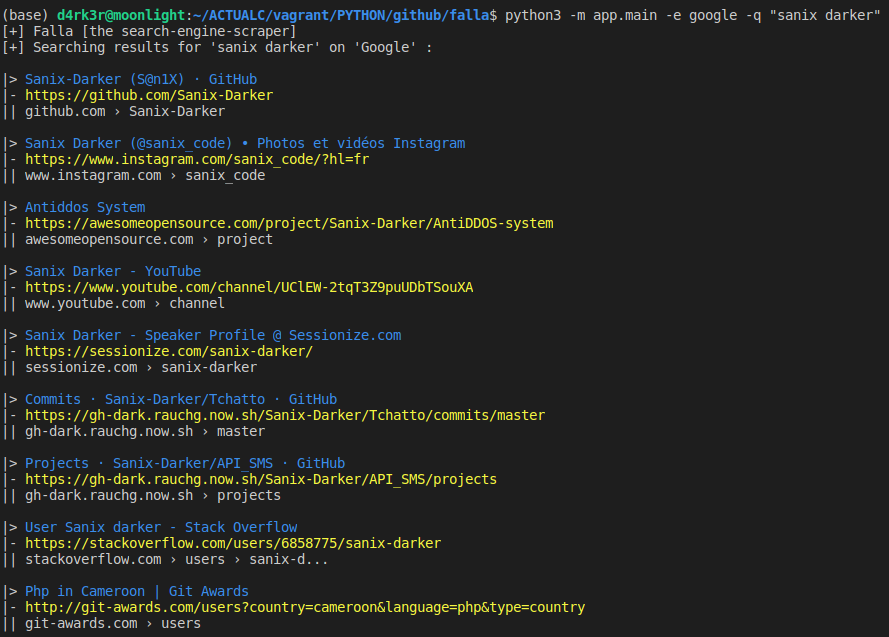 (base) d4rk3r@moonlight:~/ACTUALC/vagrant/PYTHON/github/falla$ python3 -m app.main -e google -q "sanix darker"
[+] Falla [the search-engine-scraper]
[+] Searching results for 'sanix darker' on 'Google' :
|> Sanix-Darker (S@n1X) · GitHub
|- https://github.com/Sanix-Darker
|| github.com › Sanix-Darker
|> Sanix Darker (@sanix_code) • Photos et vidéos Instagram
|- https://www.instagram.com/sanix_code/?hl=fr
|| www.instagram.com › sanix_code
|> Antiddos System
|- https://awesomeopensource.com/project/Sanix-Darker/AntiDDOS-system
|| awesomeopensource.com › project
|> Sanix Darker - YouTube
|- https://www.youtube.com/channel/UClEW-2tqT3Z9puUDbTSouXA
|| www.youtube.com › channel
|> Sanix Darker - Speaker Profile @ Sessionize.com
|- https://sessionize.com/sanix-darker/
|| sessionize.com › sanix-darker
|> Commits · Sanix-Darker/Tchatto · GitHub
|- https://gh-dark.rauchg.now.sh/Sanix-Darker/Tchatto/commits/master
|| gh-dark.rauchg.now.sh › master
|> Projects · Sanix-Darker/API_SMS · GitHub
|- https://gh-dark.rauchg.now.sh/Sanix-Darker/API_SMS/projects
|| gh-dark.rauchg.now.sh › projects
|> User Sanix darker - Stack Overflow
|- https://stackoverflow.com/users/6858775/sanix-darker
|| stackoverflow.com › users › sanix-d...
|> Php in Cameroon | Git Awards
|- http://git-awards.com/users?country=cameroon&language=php&type=country
|| git-awards.com › users